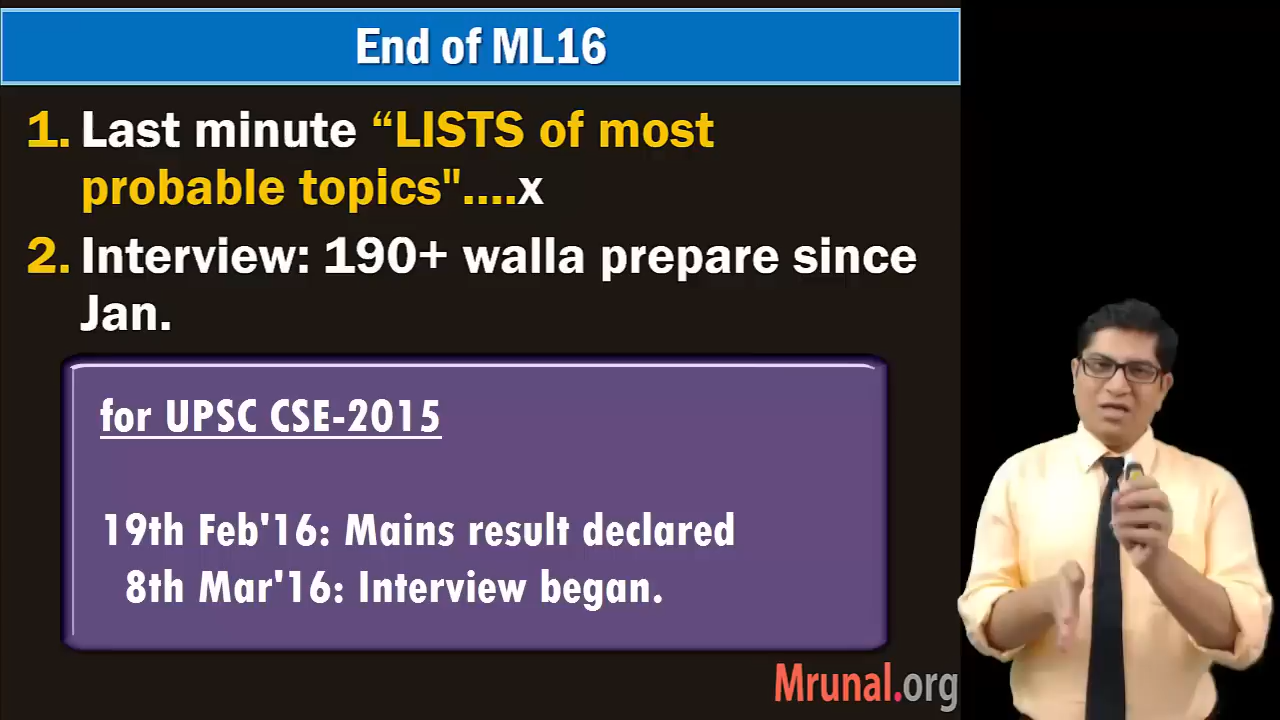 End of ML16
1. Last minute “LISTS of most
probable topics"....x
2. Interview: 190+ walla prepare since
Jan.
for UPSC CSE-2015
19th Feb'16: Mains result declared
8th Mar'16: Interview began.
Mrunal.org